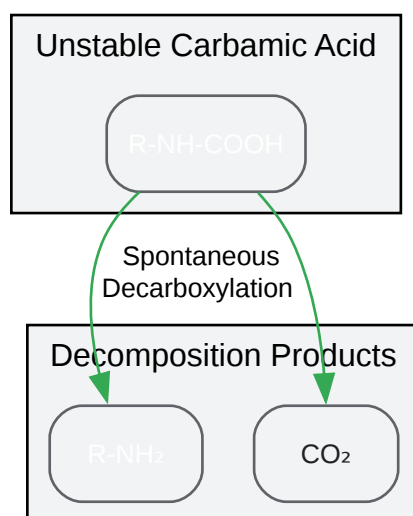 Unstable Carbamic Acid
R-NH-COOH
Spontaneous
Decarboxylation
Decomposition Products
R-NH₂
CO₂